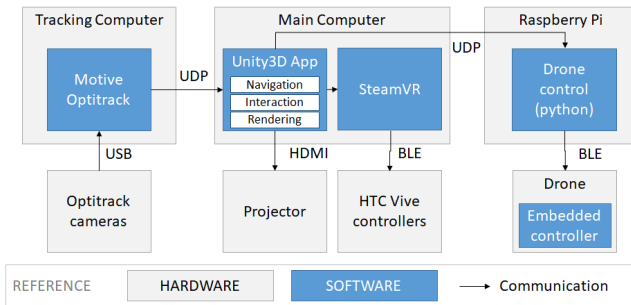 Tracking Computer
Main Computer
Raspberry Pi
UDP
Motive
Optitrack
UDP
Unity3D App
Navigation
Interaction
Rendering
SteamVR
Drone
control
(python)
USB
HDMI
BLE
BLE
Optitrack
cameras
Projector
HTC Vive
controllers
Drone
Embedded
controller
REFERENCE
HARDWARE
SOFTWARE
Communication